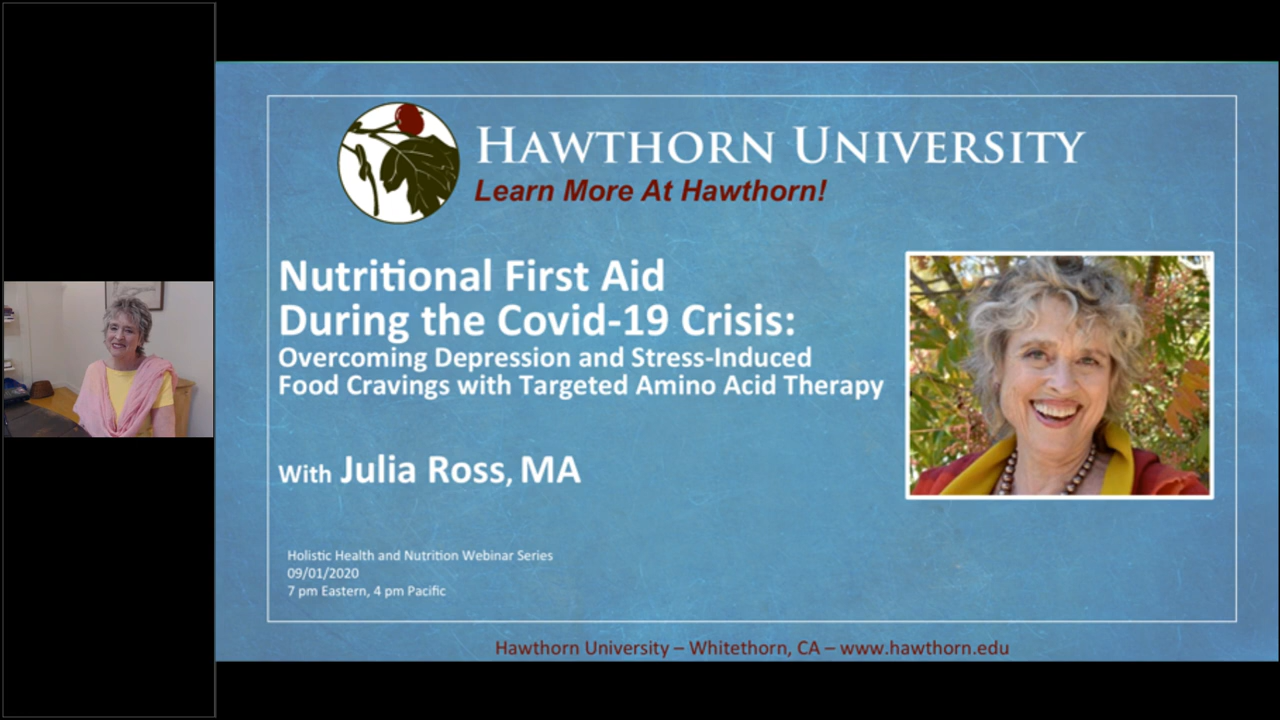 HAWTHORN UNIVERSITY
Learn More At Hawthorn!
Nutritional First Aid
During the Covid-19 Crisis:
Overcoming Depression and Stress-Induced
Food Cravings with Targeted Amino Acid Therapy
With Julia Ross, MA
Holistic Health and Nutrition Webinar Series
09/01/2020
7 pm Eastern, 4 pm Pacific
Hawthorn University – Whitethorn, CA – www.hawthorn.edu